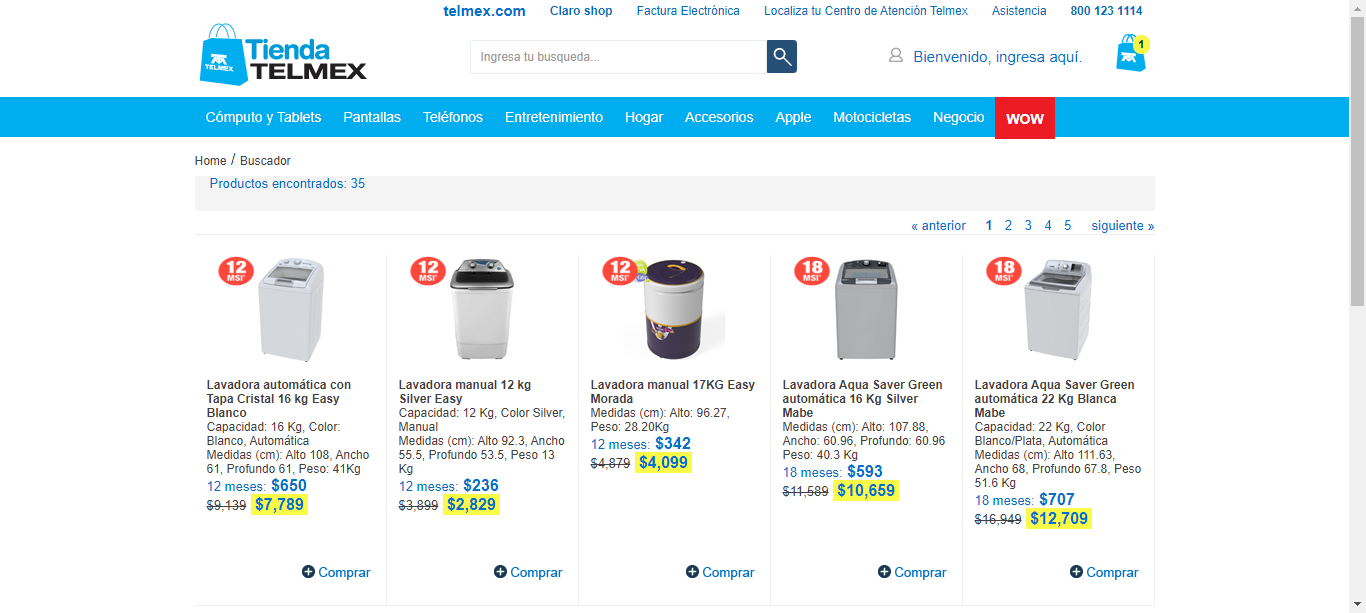 telmex.com Claro shop Factura Electrónica Localiza tu Centro de Atención Telmex Asistencia 800 123 1114
Tienda
TELMEX
TELMEX
Ingresa tu busqueda...
Bienvenido, ingresa aquí.
1
Cómputo y Tablets Pantallas Teléfonos Entretenimiento Hogar Accesorios Apple Motocicletas Negocio WOW
Home / Buscador
Productos encontrados: 35
« anterior 1 2 3 4 5 siguiente »
12
MSI*
Lavadora automática con
Tapa Cristal 16 kg Easy
Blanco
Capacidad: 16 Kg, Color:
Blanco, Automática
Medidas (cm): Alto 108, Ancho
61, Profundo 61, Peso: 41Kg
12 meses: $650
$9,139 $7,789
Comprar
12
MSI*
Lavadora manual 12 kg
Silver Easy
Capacidad: 12 Kg, Color Silver,
Manual
Medidas (cm): Alto 92.3, Ancho
55.5, Profundo 53.5, Peso 13
Kg
12 meses: $236
$3,899 $2,829
Comprar
12
MSI*
Lavadora manual 17KG Easy
Morada
Medidas (cm): Alto: 96.27,
Peso: 28.20Kg
12 meses: $342
$4,879 $4,099
Comprar
18
MSI*
Lavadora Aqua Saver Green
automática 16 Kg Silver
Mabe
Medidas (cm): Alto: 107.88,
Ancho: 60.96, Profundo: 60.96
Peso: 40.3 Kg
18 meses: $593
$11,589 $10,659
Comprar
18
MSI*
Lavadora Aqua Saver Green
automática 22 Kg Blanca
Mabe
Capacidad: 22 Kg, Color
Blanco/Plata, Automática
Medidas (cm): Alto 111.63,
Ancho 68, Profundo 67.8, Peso
51.6 Kg
18 meses: $707
$16,949 $12,709
Comprar